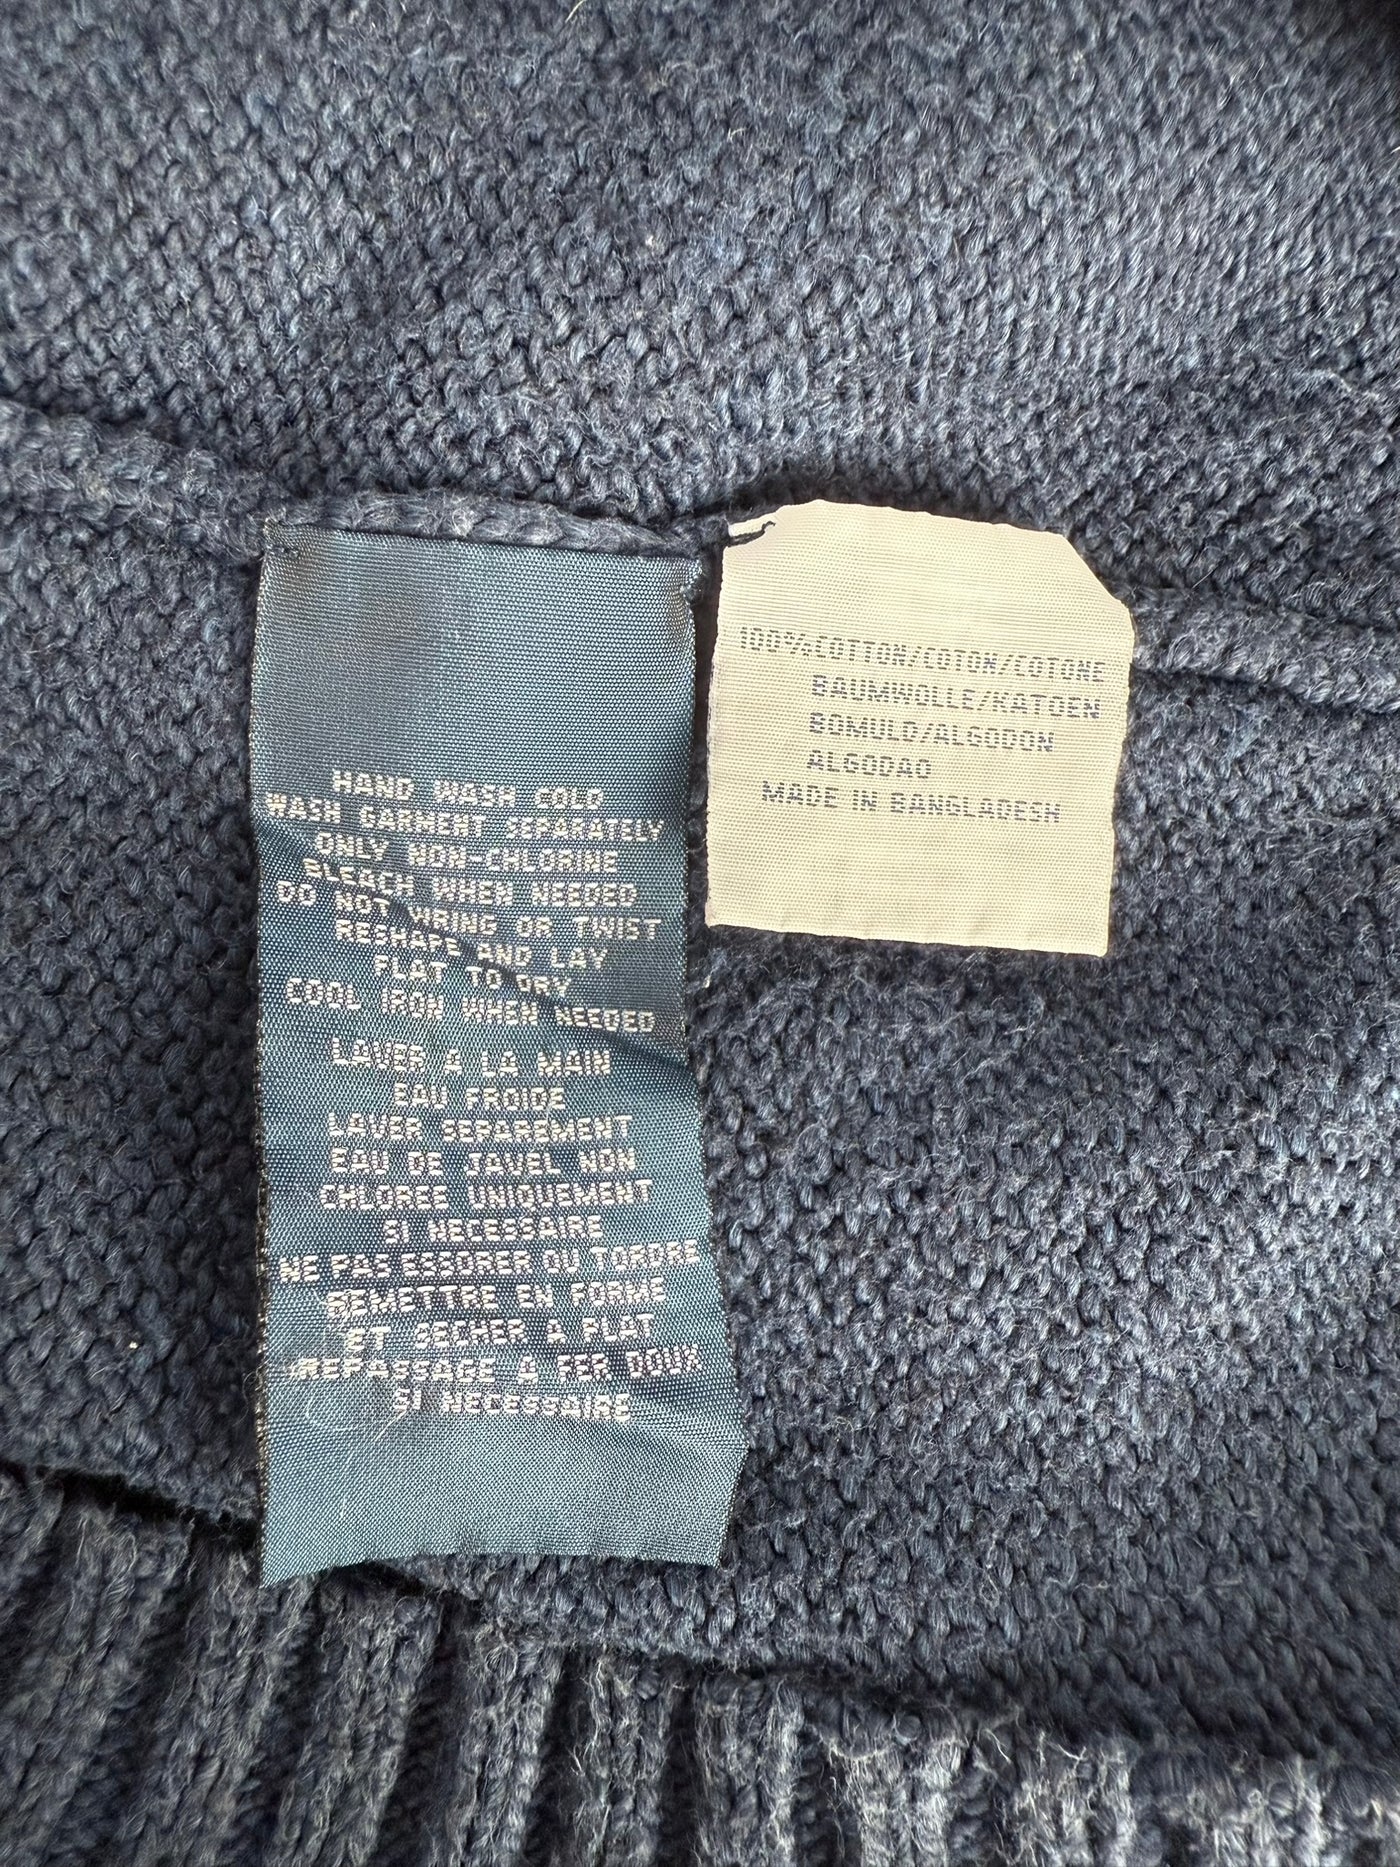 HAND WASH COLD
WASH GARMENT SEPARATELY
ONLY NON-CHLORINE
BLEACH WHEN NEEDED
DO NOT WRING OR TWIST
RESHAPE AND LAY
FLAT TO DRY
COOL IRON WHEN NEEDED
LAVER A LA MAIN
EAU FROIDE
LAVER SEPAREMENT
EAU DE JAVEL NON
CHLOREE UNIQUEMENT
SI NECESSAIRE
NE PAS ESSORER OU TORDRE
REMETTRE EN FORME
ET SECHER A PLAT
REPASSAGE A FER DOUX
SI NECESSAIRE
100%COTTON/COTON/COTONE
BAUMWOLLE/KATOEN
BOMULD/ALGODON
ALGODAO
MADE IN BANGLADESH